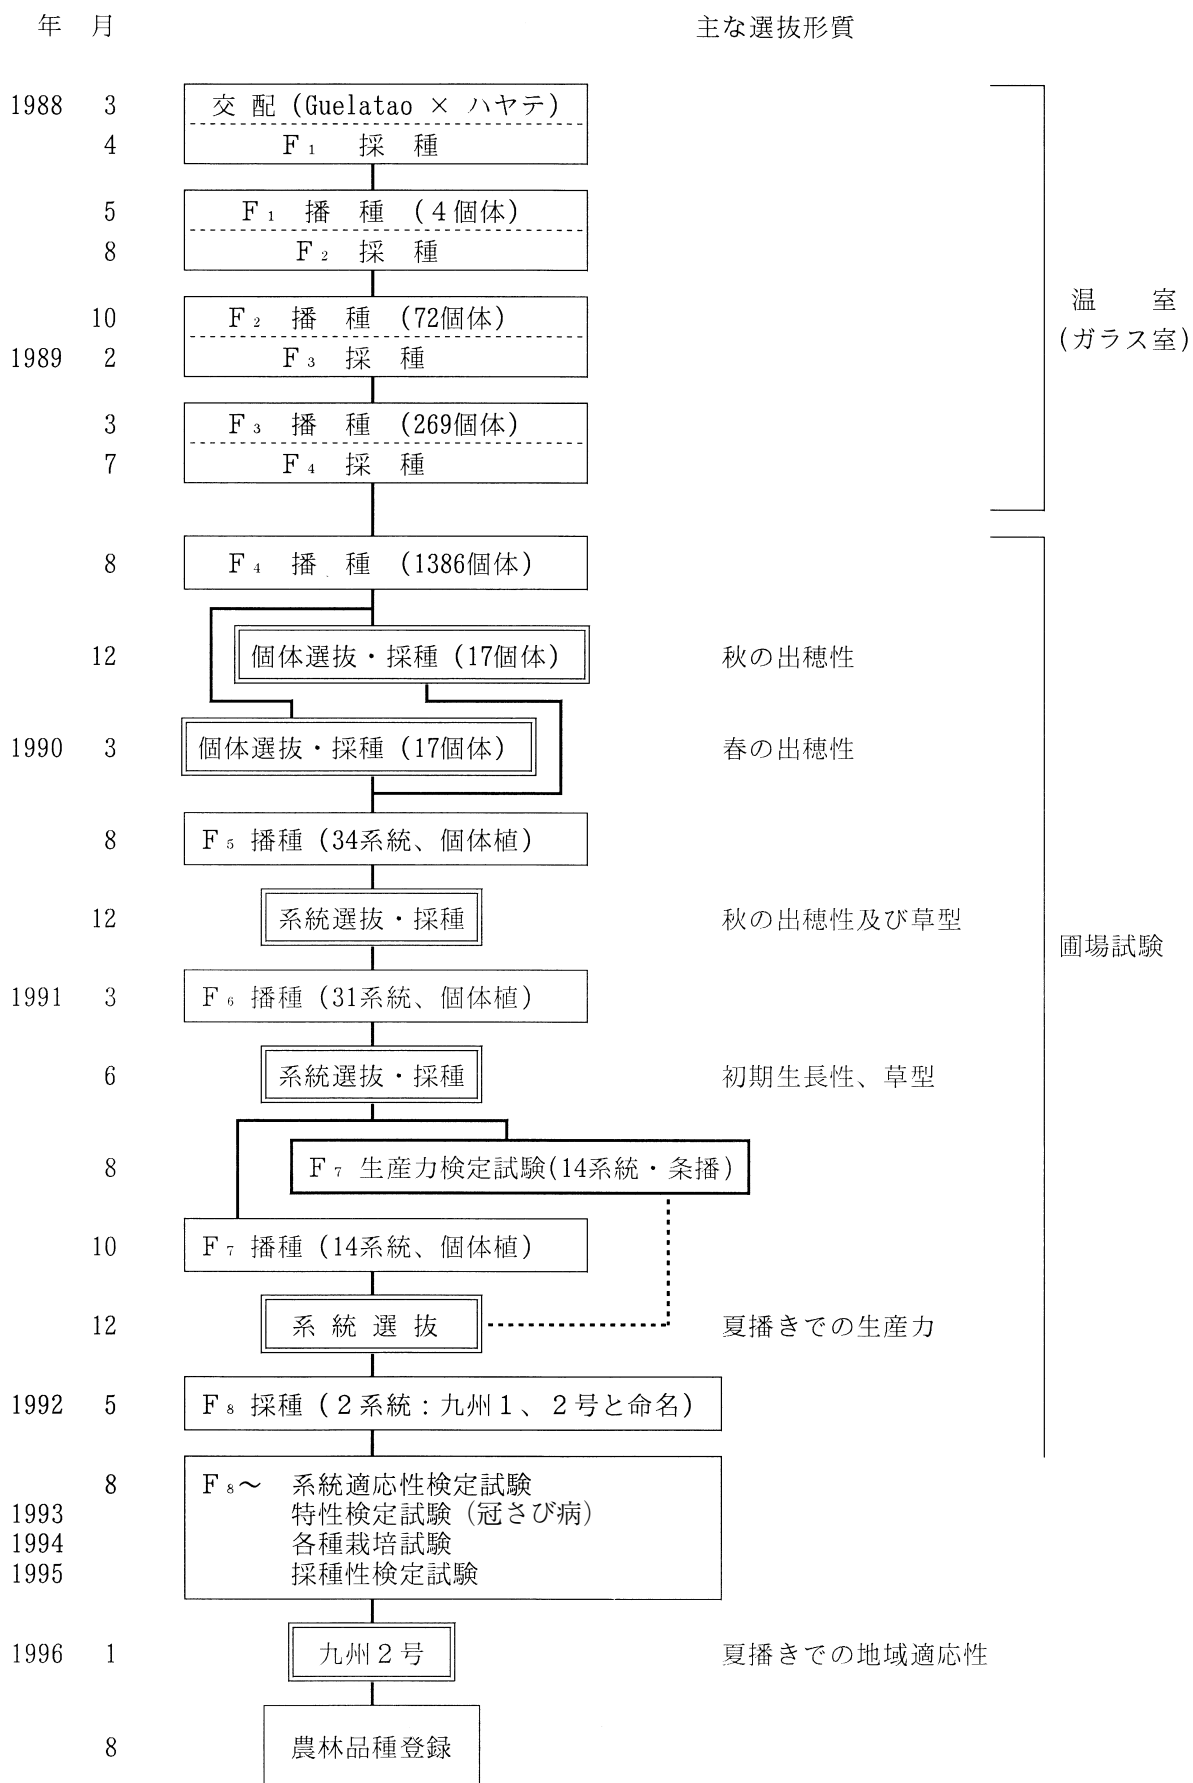 年 月 主な選抜形質
1988 3 交 配 (Guelatao × ハヤテ)
4 F₁ 採 種
5 F₁ 播 種 (4個体)
8 F₂ 採 種
10 F₂ 播 種 (72個体)
1989 2 F₃ 採 種
温 室
(ガラス室)
3 F₃ 播 種 (269個体)
7 F₄ 採 種
8 F₄ 播 種 (1386個体)
12 個体選抜・採種 (17個体) 秋の出穂性
1990 3 個体選抜・採種 (17個体) 春の出穂性
8 F₅ 播種 (34系統、個体植)
12 系統選抜・採種 秋の出穂性及び草型
圃場試験
1991 3 F₆ 播種 (31系統、個体植)
6 系統選抜・採種 初期生長性、草型
8 F₇ 生産力検定試験(14系統・条播)
10 F₇ 播種 (14系統、個体植)
12 系 統 選 抜 夏播きでの生産力
1992 5 F₈ 採種 (2系統:九州1、2号と命名)
8 F₈〜 系統適応性検定試験
1993 特性検定試験 (冠さび病)
1994 各種栽培試験
1995 採種性検定試験
1996 1 九州2号 夏播きでの地域適応性
8 農林品種登録